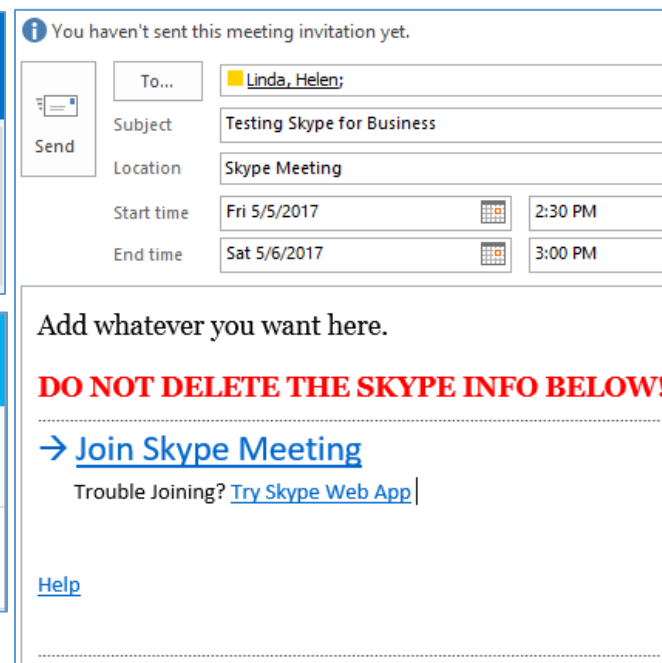 You haven't sent this meeting invitation yet.
To... Linda, Helen;
Send
Subject Testing Skype for Business
Location Skype Meeting
Start time Fri 5/5/2017 2:30 PM
End time Sat 5/6/2017 3:00 PM
Add whatever you want here.
DO NOT DELETE THE SKYPE INFO BELOW!
→ Join Skype Meeting
Trouble Joining? Try Skype Web App
Help